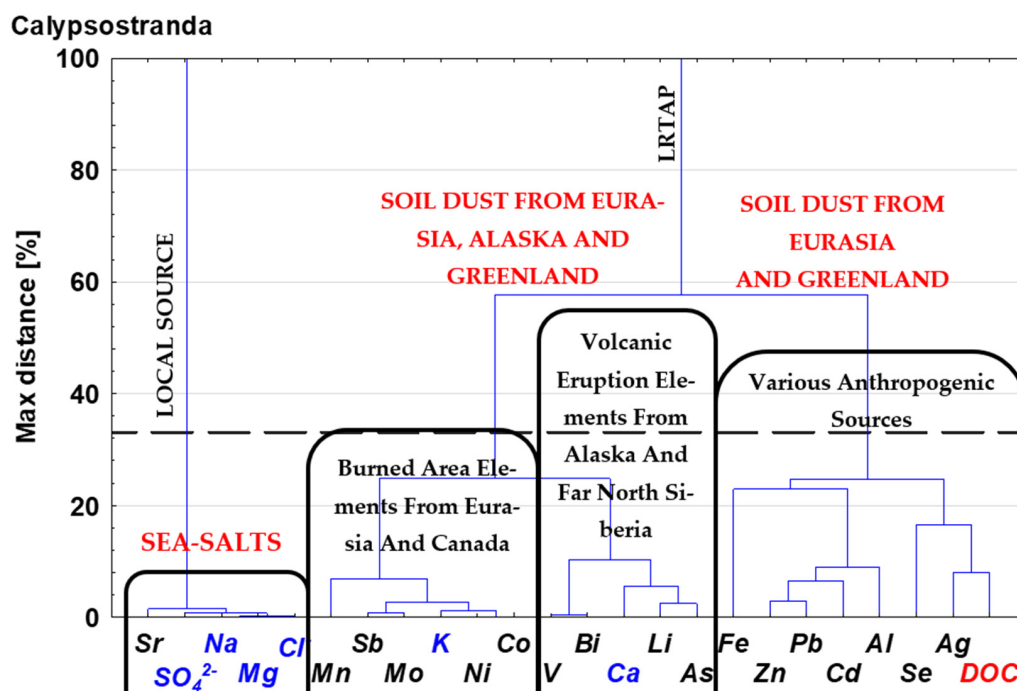 Calypsostranda
100
80
60
40
20
0
Max distance [%]
LOCAL SOURCE
LRTAP
SOIL DUST FROM EURA-
SIA, ALASKA AND
GREENLAND
SOIL DUST FROM
EURASIA
AND GREENLAND
Volcanic
Eruption Ele-
ments From
Alaska And
Far North Si-
beria
Various Anthropogenic
Sources
Burned Area Ele-
ments From Eura-
sia And Canada
SEA-SALTS
Sr Na Cl Sb K Co Bi Li Fe Pb Al Ag
SO₄²⁻ Mg Mn Mo Ni V Ca As Zn Cd Se DOC